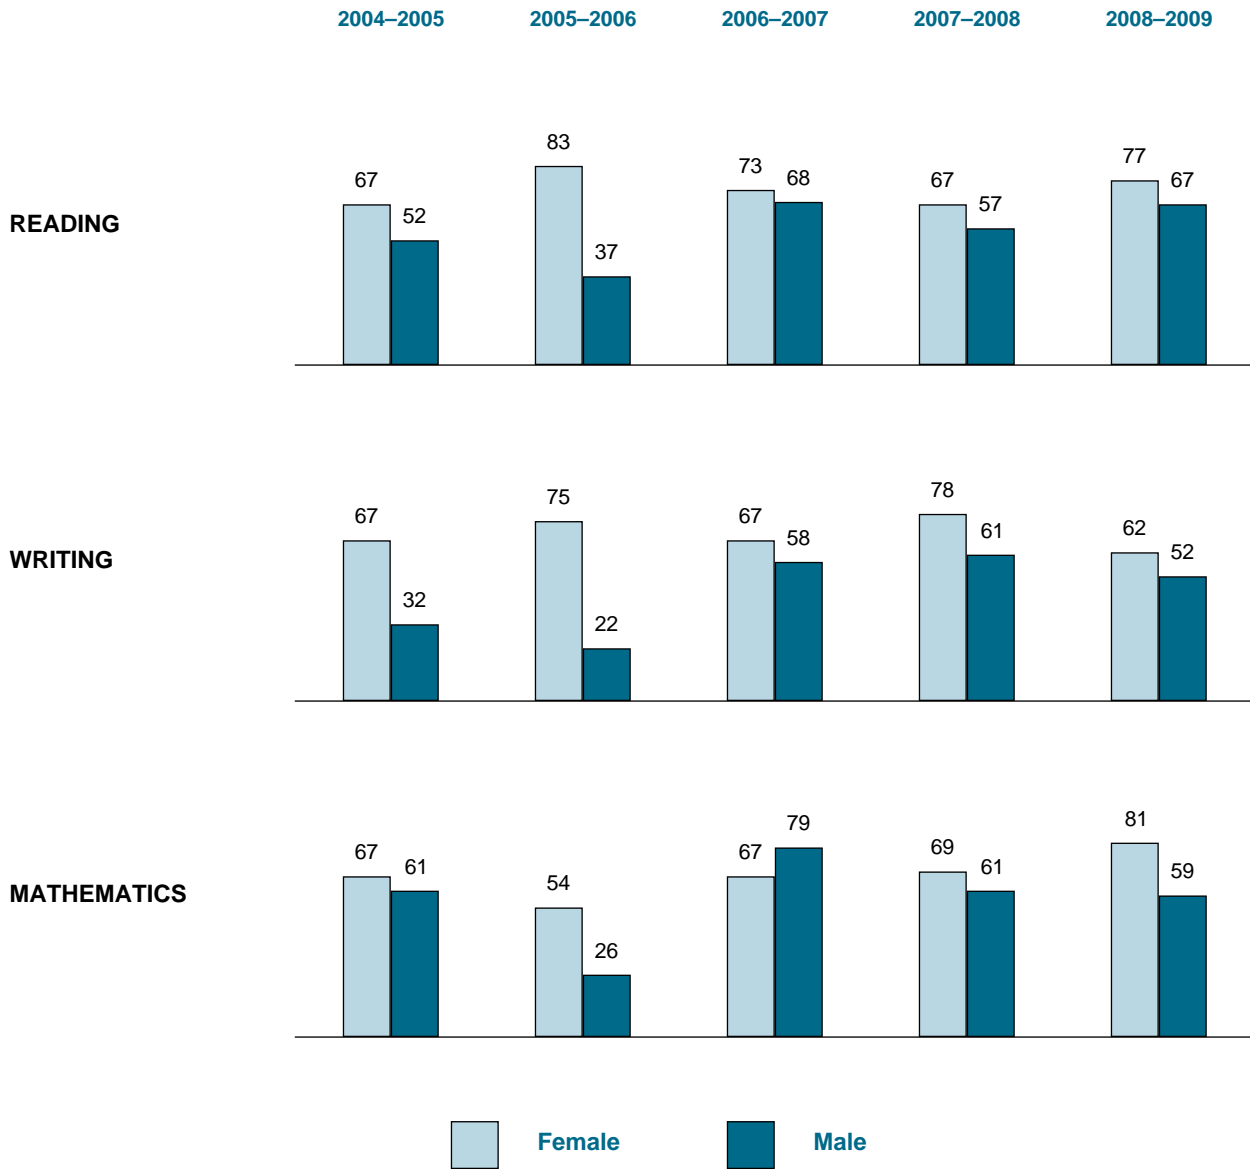 2004–2005 2005–2006 2006–2007 2007–2008 2008–2009
READING
67 52 83 37 73 68 67 57 77 67
WRITING
67 32 75 22 67 58 78 61 62 52
MATHEMATICS
67 61 54 26 67 79 69 61 81 59
Female Male